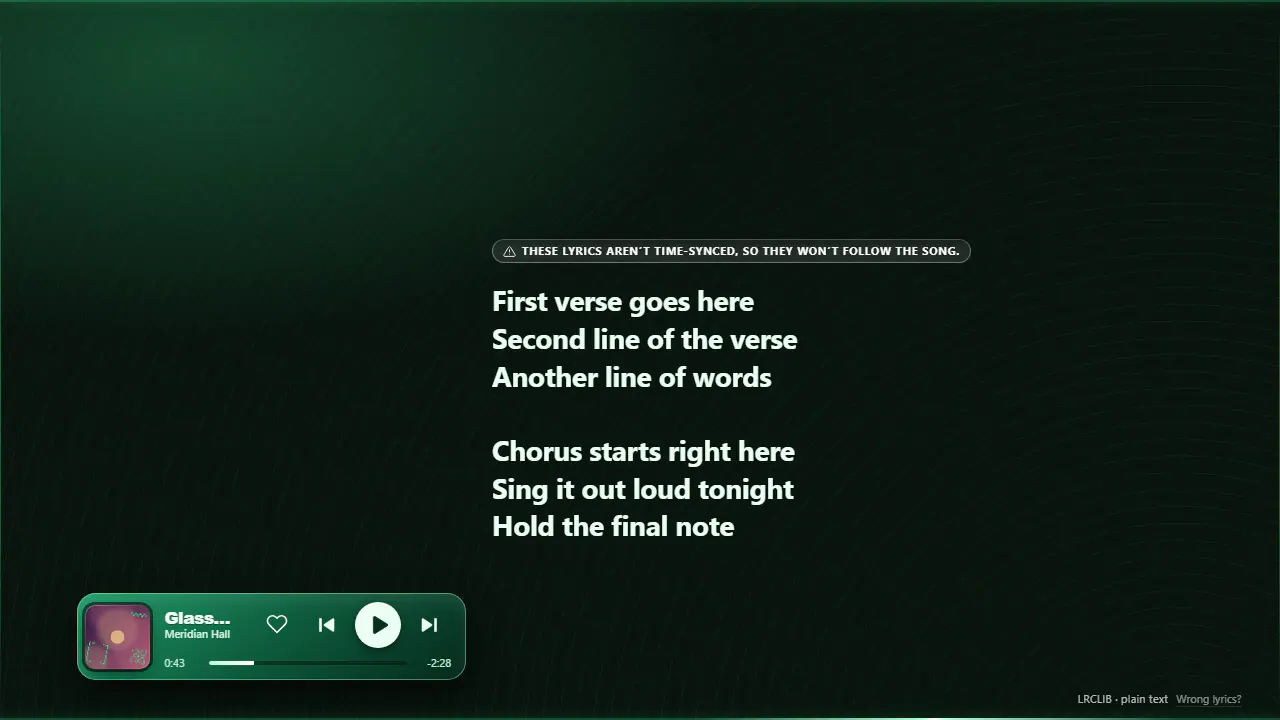 THESE LYRICS AREN'T TIME-SYNCED, SO THEY WON'T FOLLOW THE SONG.
First verse goes here
Second line of the verse
Another line of words
Chorus starts right here
Sing it out loud tonight
Hold the final note
Glass...
Meridian Hall
0:43
-2:28
LRCLIB · plain text Wrong lyrics?